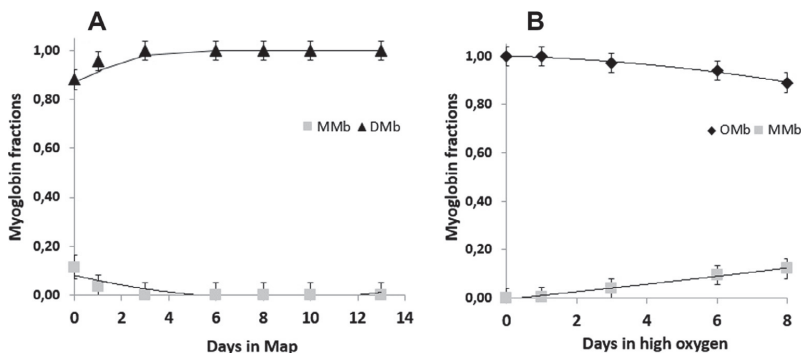 A
Myoglobin fractions
1,00
0,80
0,60
0,40
0,20
0,00
MMb DMb
0 2 4 6 8 10 12 14
Days in Map
B
Myoglobin fractions
1,00
0,80
0,60
0,40
0,20
0,00
OMb MMb
0 2 4 6 8
Days in high oxygen